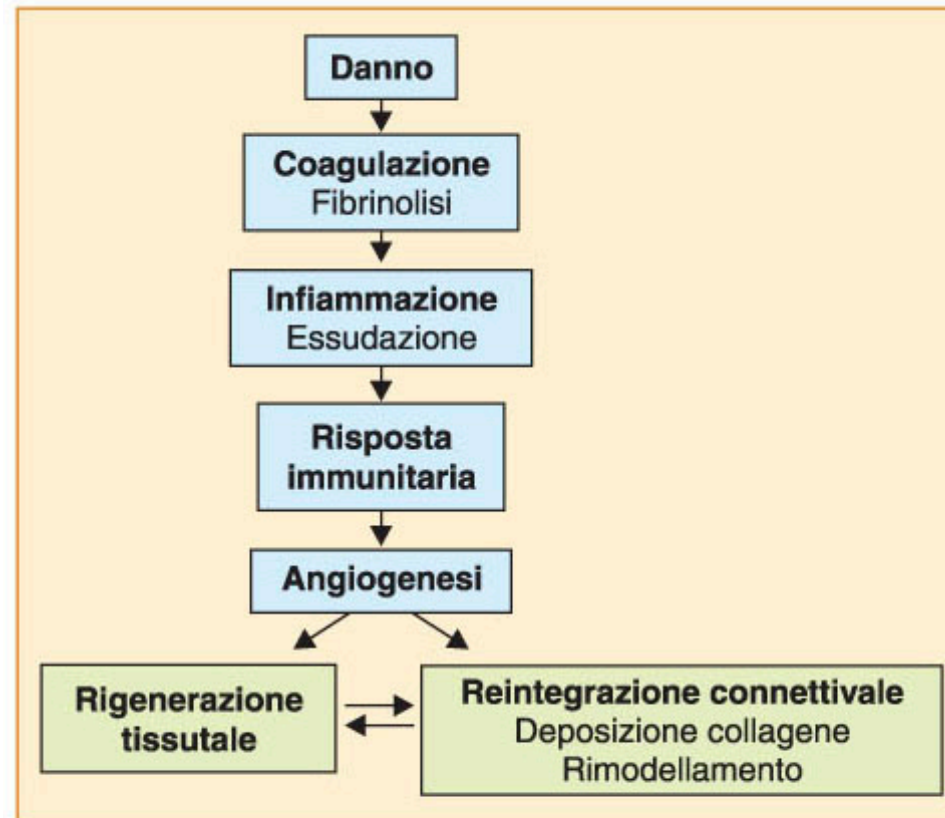 Danno
Coagulazione
Fibrinolisi
Infiammazione
Essudazione
Risposta
immunitaria
Angiogenesi
Rigenerazione
tissutale
Reintegrazione connettivale
Deposizione collagene
Rimodellamento